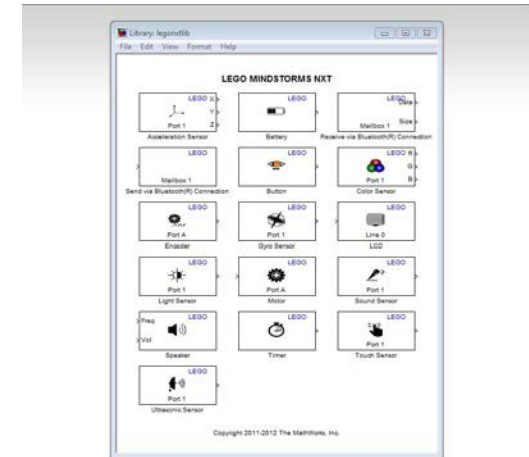 Library: legonxtlib
File Edit View Format Help
LEGO MINDSTORMS NXT
LEGO X
Y
Port 1 Z
Acceleration Sensor
LEGO
Battery
LEGO Data
Mailbox 1 Size
Receive via Bluetooth(R) Connection
LEGO
Mailbox 1
Send via Bluetooth(R) Connection
LEGO
Button
LEGO R
G
Port 1 B
Color Sensor
LEGO
Port A
Encoder
LEGO
Port 1
Gyro Sensor
LEGO
Line 0
LCD
LEGO
Port 1
Light Sensor
LEGO
Port A
Motor
LEGO
Port 1
Sound Sensor
Freq LEGO
Vol
Speaker
LEGO
Timer
LEGO
Port 1
Touch Sensor
LEGO
Port 1
Ultrasonic Sensor
Copyright 2011-2012 The MathWorks, Inc.